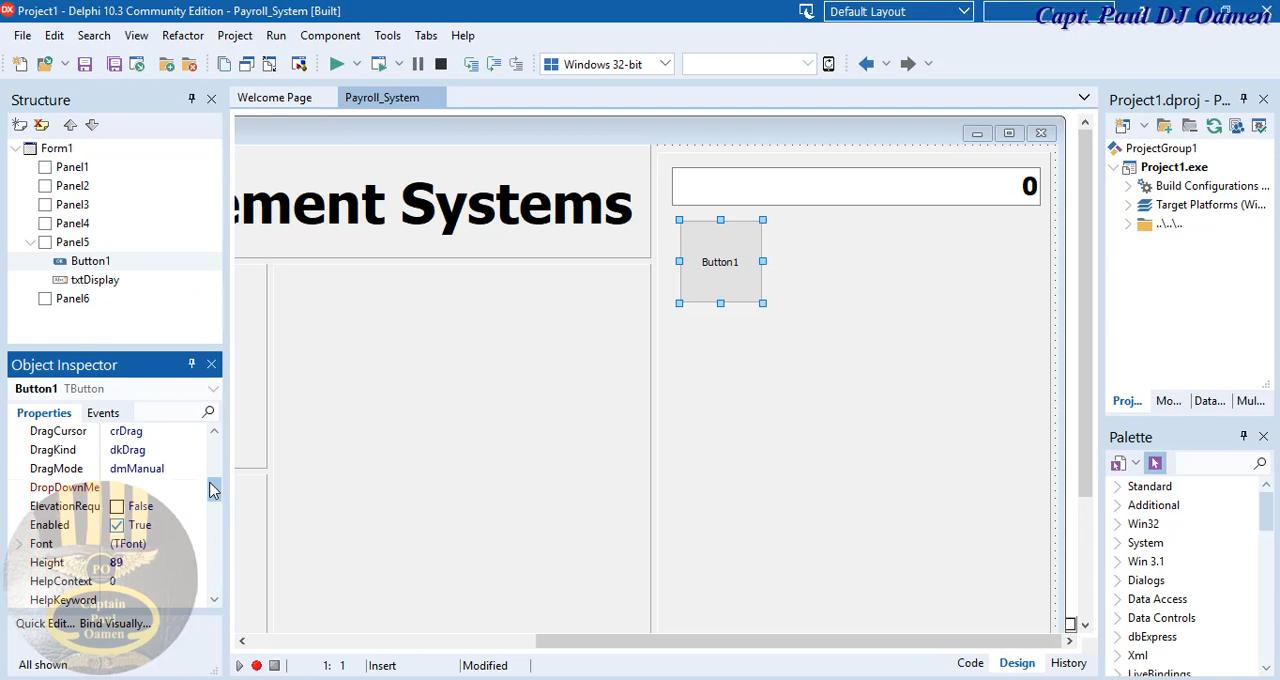 Project1 - Delphi 10.3 Community Edition - Payroll_System [Built]
Default Layout
Capt. Paul DJ Oamen
File Edit Search View Refactor Project Run Component Tools Tabs Help
Windows 32-bit
Structure
Welcome Page
Payroll_System
Project1.dproj - P...
Form1
Panel1
Panel2
Panel3
Panel4
Panel5
Button1
txtDisplay
Panel6
ement Systems
0
Button1
ProjectGroup1
Project1.exe
Build Configurations ...
Target Platforms (Wi...
..\..\..
Proj... Mo... Data... Mul...
Object Inspector
Button1 TButton
Properties Events
DragCursor crDrag
DragKind dkDrag
DragMode dmManual
DropDownMe
ElevationRequ False
Enabled True
Font (TFont)
Height 89
HelpContext 0
HelpKeyword
Quick Edit... Bind Visually...
All shown
PO
Captain
Paul
Oamen
Palette
Standard
Additional
Win32
System
Win 3.1
Dialogs
Data Access
Data Controls
dbExpress
Xml
LiveBindings
1: 1 Insert Modified
Code Design History